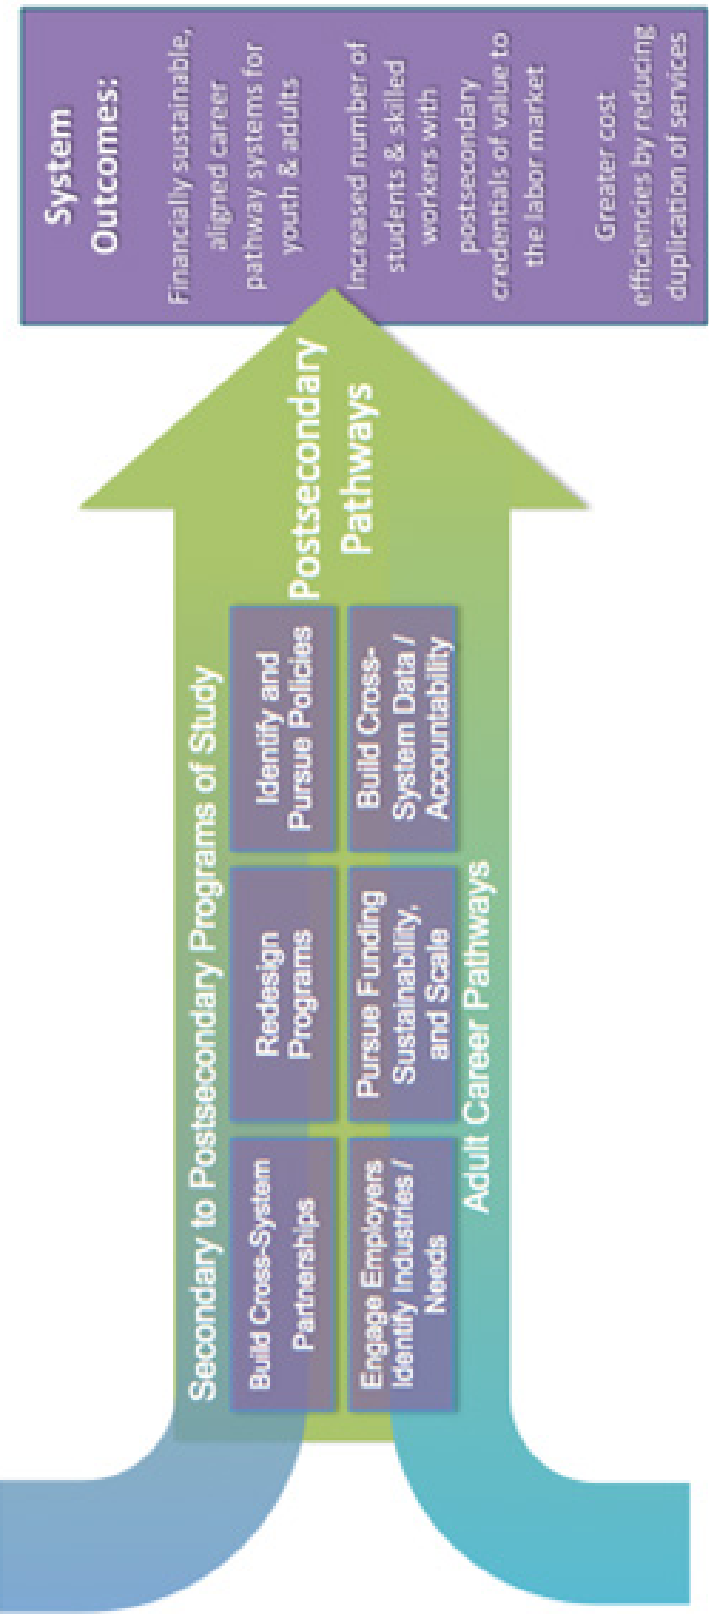 Secondary to Postsecondary Programs of Study
Build Cross-System
Partnerships
Redesign
Programs
Identify and
Pursue Policies
Engage Employers
Identify Industries /
Needs
Pursue Funding
Sustainability,
and Scale
Build Cross-
System Data /
Accountability
Adult Career Pathways
Postsecondary
Pathways
System
Outcomes:
Financially sustainable,
aligned career
pathway systems for
youth & adults
Increased number of
students & skilled
workers with
postsecondary
credentials of value to
the labor market
Greater cost
efficiencies by reducing
duplication of services